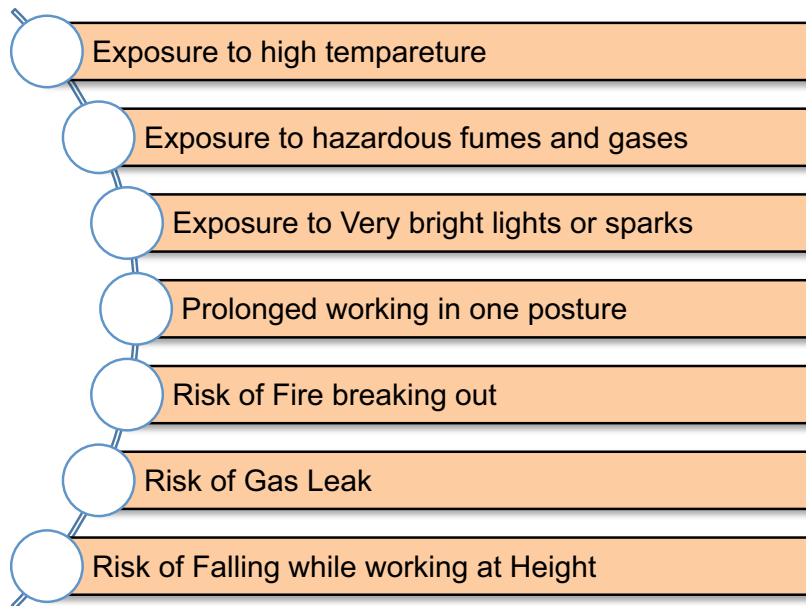 Exposure to high tempareture
Exposure to hazardous fumes and gases
Exposure to Very bright lights or sparks
Prolonged working in one posture
Risk of Fire breaking out
Risk of Gas Leak
Risk of Falling while working at Height